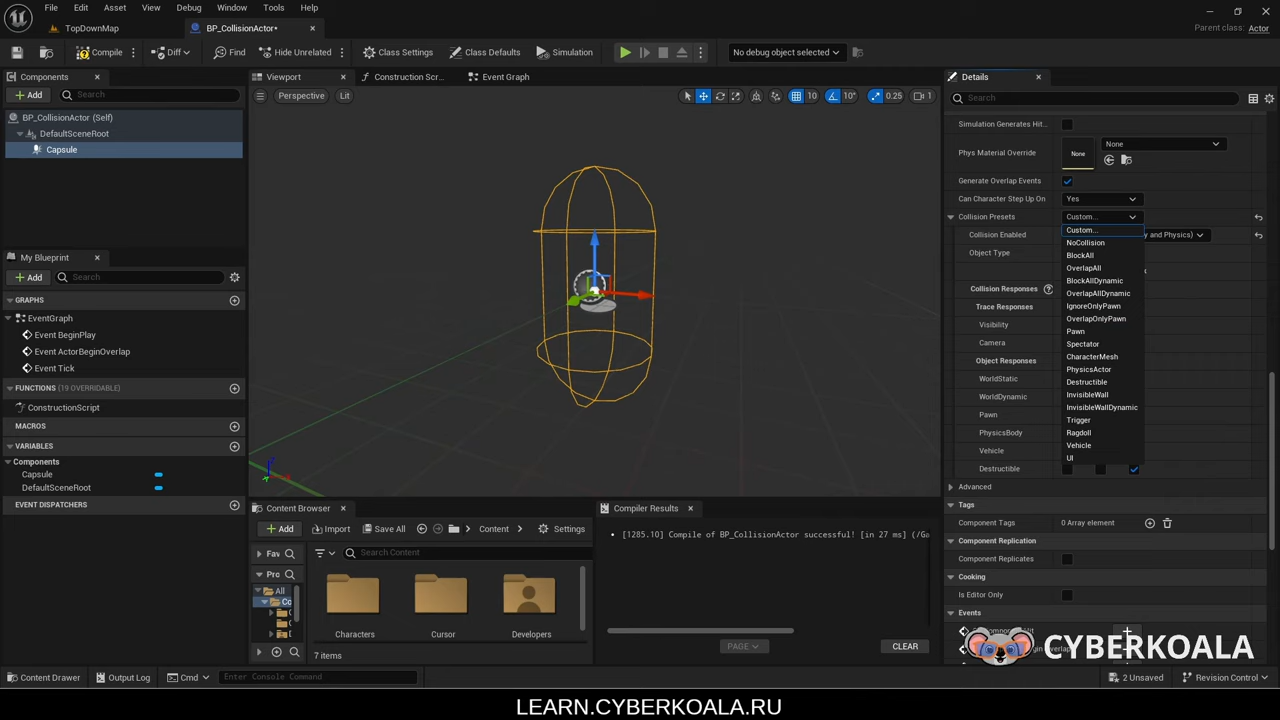 File Edit Asset View Debug Window Tools Help
TopDownMap BP_CollisionActor*
Parent class: Actor
Compile Diff Find Hide Unrelated Class Settings Class Defaults Simulation No debug object selected
Components
Add Search
BP_CollisionActor (Self)
DefaultSceneRoot
Capsule
My Blueprint
Add Search
GRAPHS
EventGraph
Event BeginPlay
Event ActorBeginOverlap
Event Tick
FUNCTIONS (19 OVERRIDABLE)
ConstructionScript
MACROS
VARIABLES
Components
Capsule
DefaultSceneRoot
EVENT DISPATCHERS
Viewport Construction Scr... Event Graph
Perspective Lit 10 10° 0.25 1
Content Browser
Add Import Save All Content Settings
Fav Search Content
Pro
All
Co
Characters Cursor Developers
7 items
Compiler Results
[1285.10] Compile of BP_CollisionActor successful! [in 27 ms] (/Ga
PAGE CLEAR
Details
Search
Simulation Generates Hit...
Phys Material Override None None
Generate Overlap Events
Can Character Step Up On Yes
Collision Presets Custom...
Collision Enabled y and Physics)
Object Type
Collision Responses
Trace Responses
Visibility
Camera
Object Responses
WorldStatic
WorldDynamic
Pawn
PhysicsBody
Vehicle
Destructible
Custom...
NoCollision
BlockAll
OverlapAll
BlockAllDynamic
OverlapAllDynamic
IgnoreOnlyPawn
OverlapOnlyPawn
Pawn
Spectator
CharacterMesh
PhysicsActor
Destructible
InvisibleWall
InvisibleWallDynamic
Trigger
Ragdoll
Vehicle
UI
Advanced
Tags
Component Tags 0 Array element
Component Replication
Component Replicates
Cooking
Is Editor Only
Events
CYBERKOALA
Content Drawer Output Log Cmd Enter Console Command 2 Unsaved Revision Control
LEARN.CYBERKOALA.RU